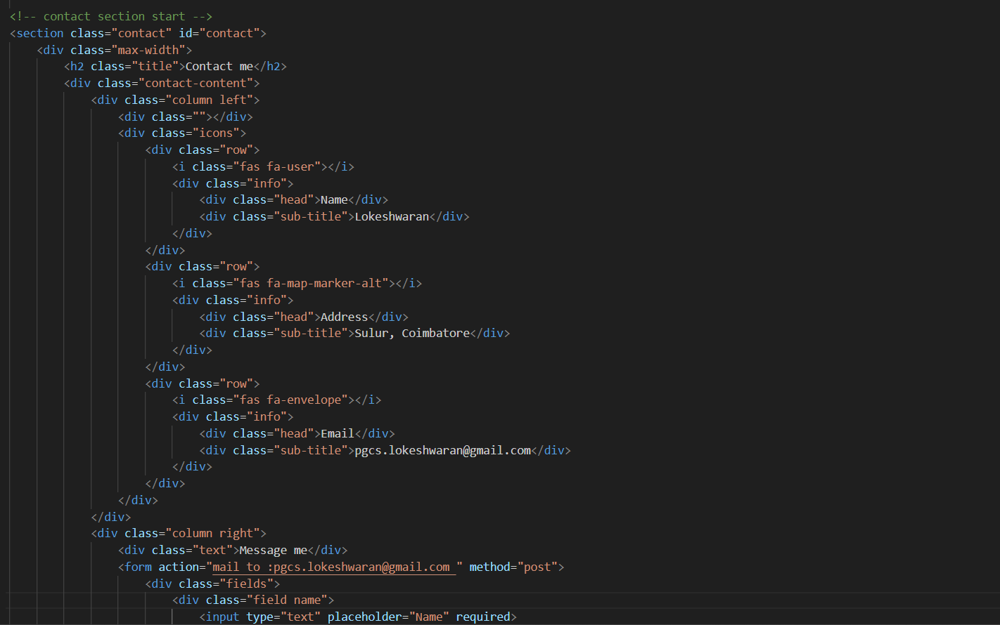 <!-- contact section start -->
<section class="contact" id="contact">
<div class="max-width">
<h2 class="title">Contact me</h2>
<div class="contact-content">
<div class="column left">
<div class=""></div>
<div class="icons">
<div class="row">
<i class="fas fa-user"></i>
<div class="info">
<div class="head">Name</div>
<div class="sub-title">Lokeshwaran</div>
</div>
</div>
<div class="row">
<i class="fas fa-map-marker-alt"></i>
<div class="info">
<div class="head">Address</div>
<div class="sub-title">Sulur, Coimbatore</div>
</div>
</div>
<div class="row">
<i class="fas fa-envelope"></i>
<div class="info">
<div class="head">Email</div>
<div class="sub-title">pgcs.lokeshwaran@gmail.com</div>
</div>
</div>
</div>
</div>
<div class="column right">
<div class="text">Message me</div>
<form action="mail to :pgcs.lokeshwaran@gmail.com " method="post">
<div class="fields">
<div class="field name">
<input type="text" placeholder="Name" required>